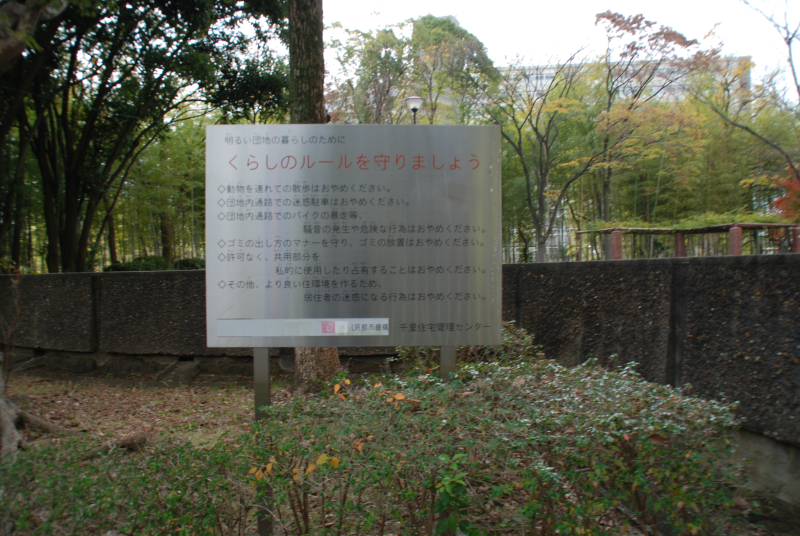 明るい団地の暮らしのために
くらしのルールを守りましょう
◇動物を連れての散歩はおやめください。
◇団地内通路での迷惑駐車はおやめください。
◇団地内通路でのバイクの暴走等、
騒音の発生や危険な行為はおやめください。
◇ゴミの出し方のマナーを守り、ゴミの放置はおやめください。
◇許可なく、共用部分を
私的に使用したり占有することはおやめください。
◇その他、より良い住環境を作るため、
居住者の迷惑になる行為はおやめください。
UR都市機構 千里住宅管理センター